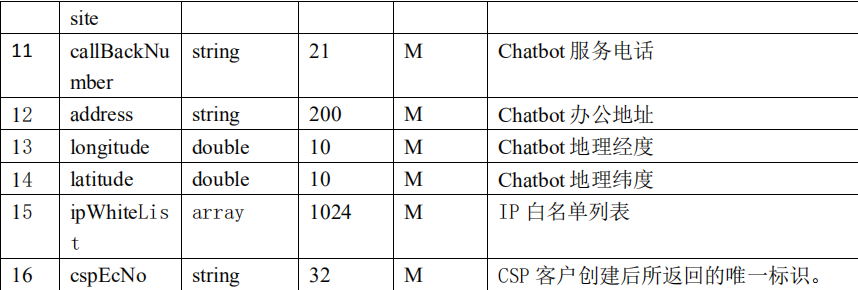 site
11 callBackNu string 21 M Chatbot 服务电话
mber
12 address string 200 M Chatbot 办公地址
13 longitude double 10 M Chatbot 地理经度
14 latitude double 10 M Chatbot 地理纬度
15 ipWhiteLis array 1024 M IP 白名单列表
t
16 cspEcNo string 32 M CSP 客户创建后所返回的唯一标识。